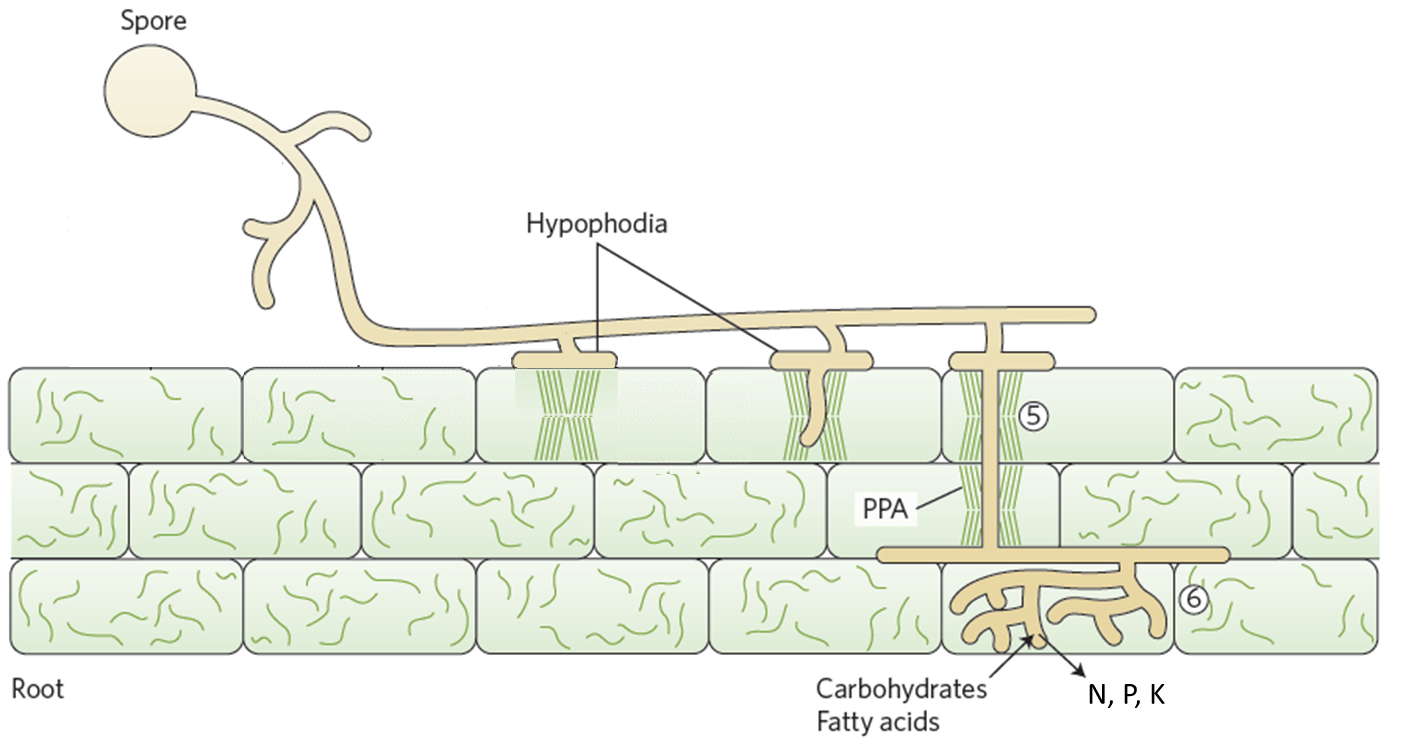 Spore
Hypophodia
5
PPA
6
Root
Carbohydrates
Fatty acids
N, P, K